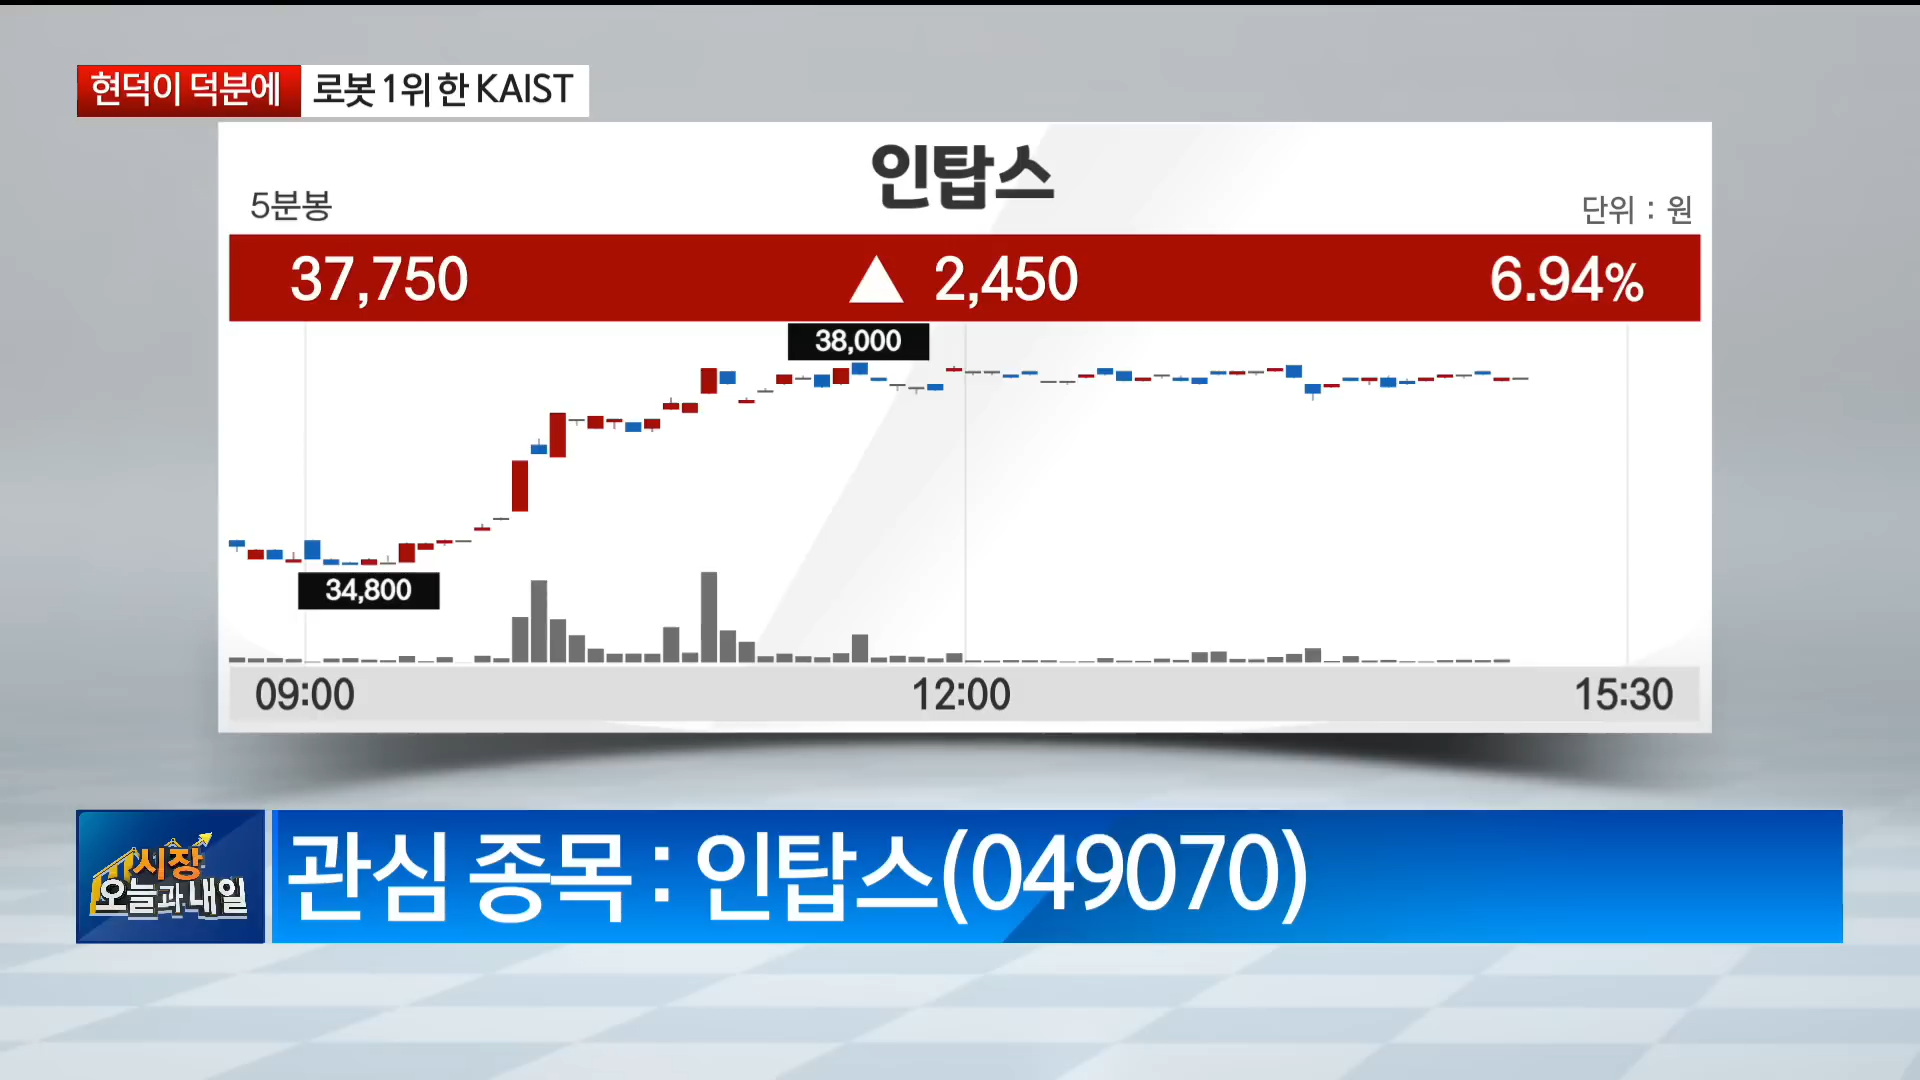 현덕이 덕분에 로봇 1위 한 KAIST
인탑스
5분봉
단위 : 원
37,750 ▲ 2,450 6.94%
38,000
34,800
09:00 12:00 15:30
시장
오늘과 내일
관심 종목 : 인탑스(049070)